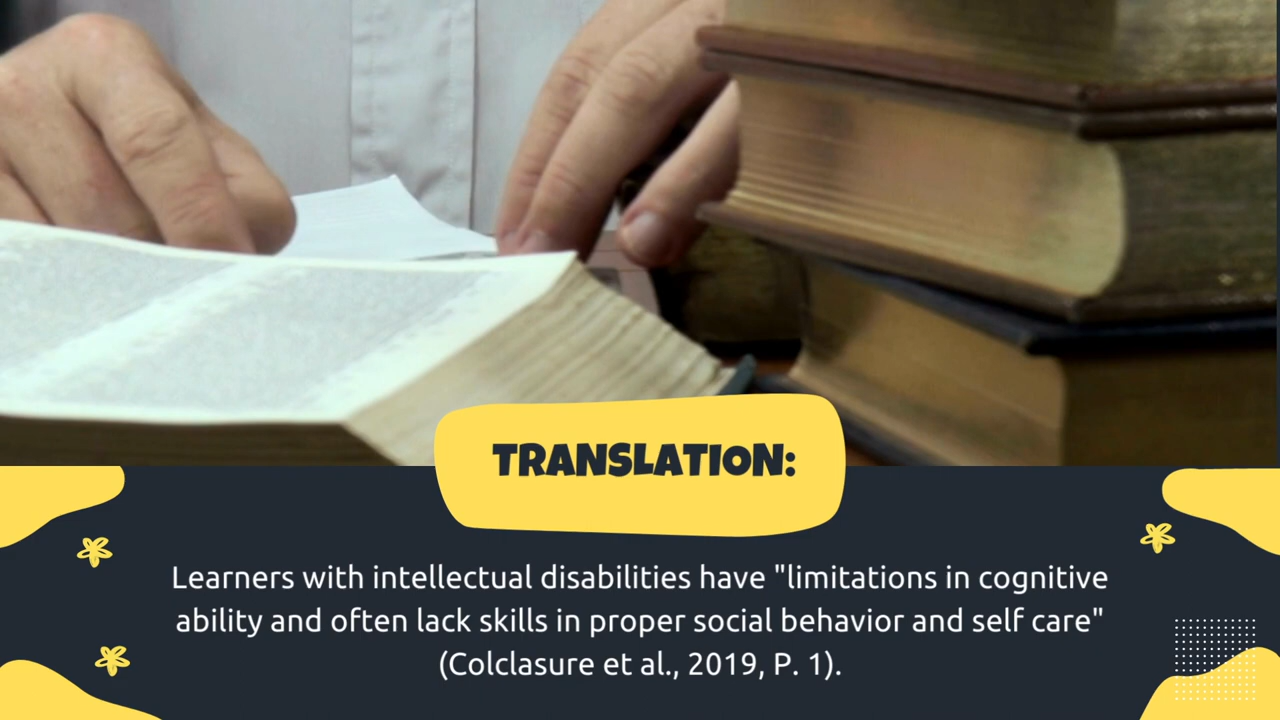 TRANSLATION:
Learners with intellectual disabilities have "limitations in cognitive
ability and often lack skills in proper social behavior and self care"
(Colclasure et al., 2019, P. 1).